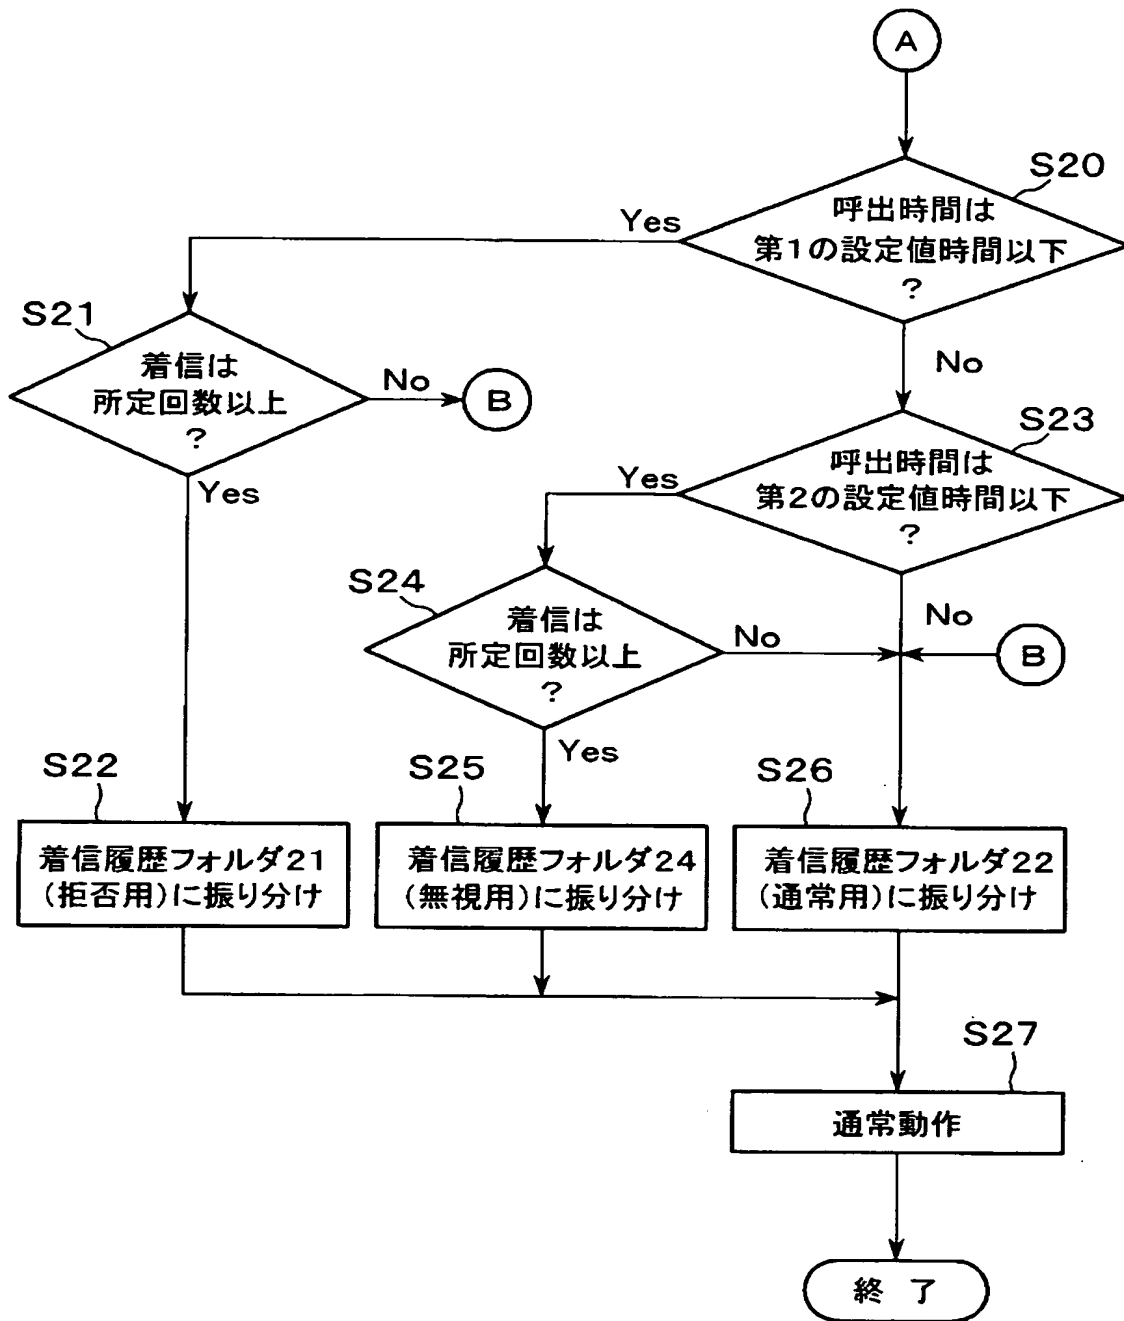 A
S20
呼出時間は
第1の設定値時間以下
?
Yes
No
S21
着信は
所定回数以上
?
No
B
Yes
S23
呼出時間は
第2の設定値時間以下
?
Yes
No
S24
着信は
所定回数以上
?
No
B
Yes
S22
着信履歴フォルダ21
(拒否用)に振り分け
S25
着信履歴フォルダ24
(無視用)に振り分け
S26
着信履歴フォルダ22
(通常用)に振り分け
S27
通常動作
終 了